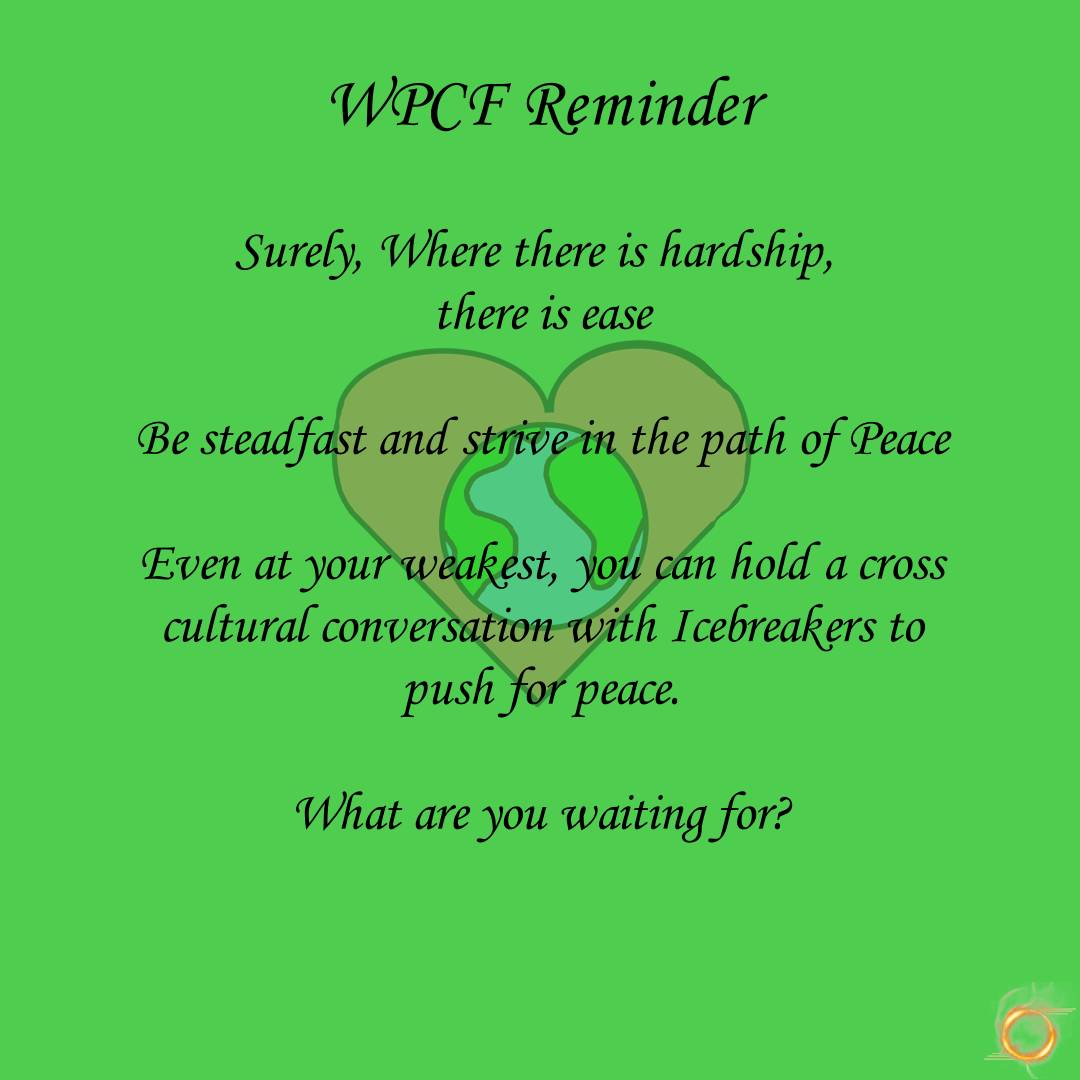 WPCF Reminder
Surely, Where there is hardship,
there is ease
Be steadfast and strive in the path of Peace
Even at your weakest, you can hold a cross
cultural conversation with Icebreakers to
push for peace.
What are you waiting for?